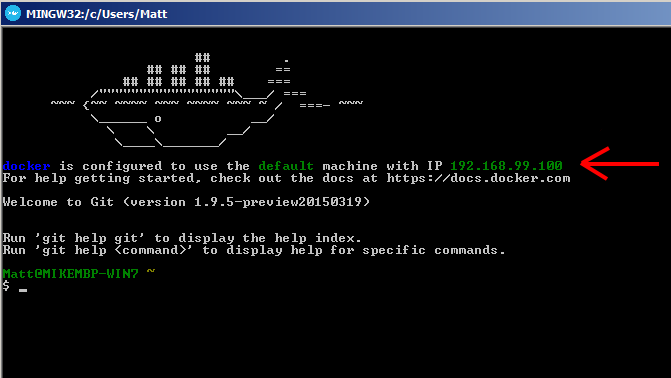 MINGW32:/c/Users/Matt
                        ##         .
                  ## ## ##        ==
               ## ## ## ## ##    ===
           /"""""""""""""""""\___/ ===
      ~~~ {~~ ~~~~ ~~~ ~~~~ ~~~ ~ /  ===- ~~~
           \______ o           __/
             \    \         __/
              \____\_______/
docker is configured to use the default machine with IP 192.168.99.100
For help getting started, check out the docs at https://docs.docker.com
Welcome to Git (version 1.9.5-preview20150319)
Run 'git help git' to display the help index.
Run 'git help <command>' to display help for specific commands.
Matt@MIKEMBP-WIN7 ~
$ _